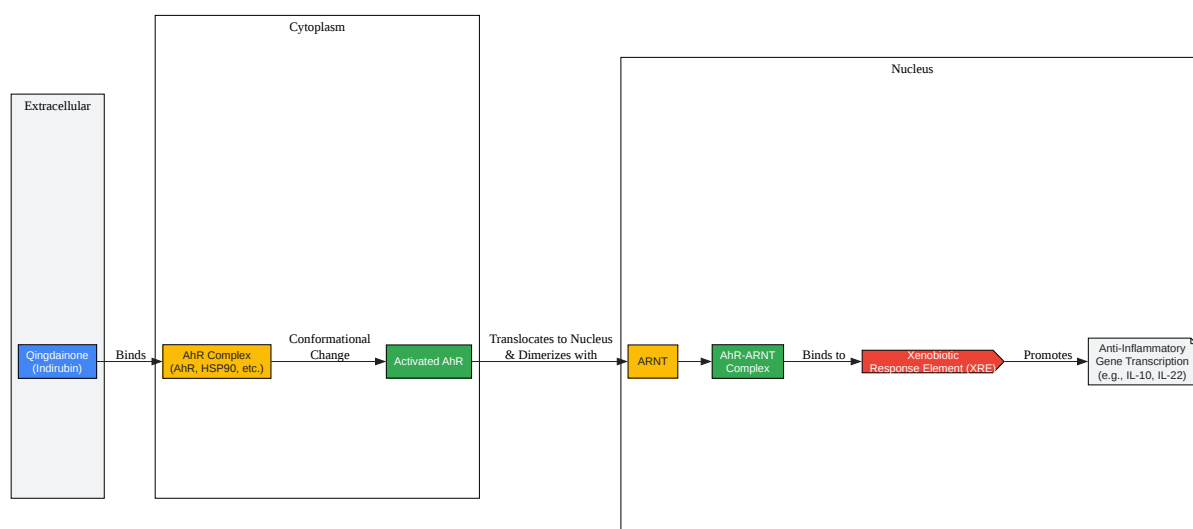 Cytoplasm
Nucleus
Extracellular
Qingdainone
(Indirubin)
Binds
AhR Complex
(AhR, HSP90, etc.)
Conformational
Change
Activated AhR
Translocates to Nucleus
& Dimerizes with
ARNT
AhR-ARNT
Complex
Binds to
Xenobiotic
Response Element (XRE)
Promotes
Anti-Inflammatory
Gene Transcription
(e.g., IL-10, IL-22)